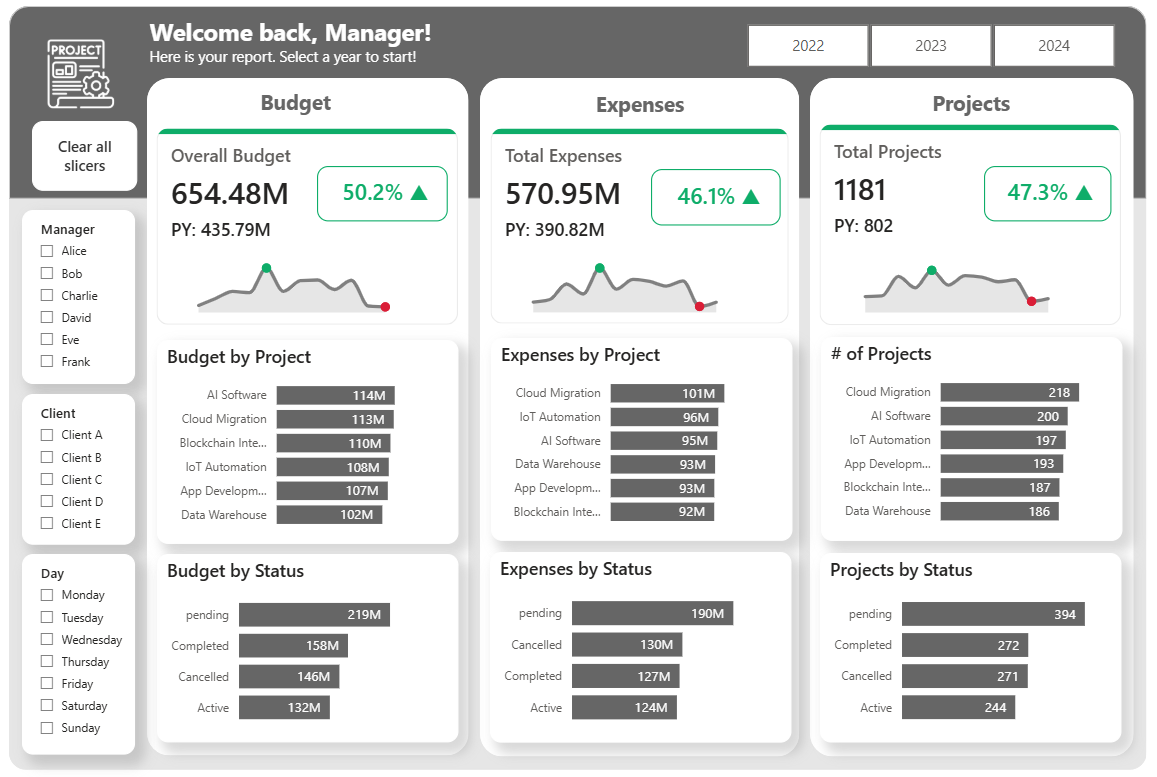 PROJECT
Welcome back, Manager!
Here is your report. Select a year to start!
2022
2023
2024
Clear all
slicers
Manager
Alice
Bob
Charlie
David
Eve
Frank
Client
Client A
Client B
Client C
Client D
Client E
Day
Monday
Tuesday
Wednesday
Thursday
Friday
Saturday
Sunday
Budget
Overall Budget
654.48M
50.2% ▲
PY: 435.79M
Budget by Project
AI Software 114M
Cloud Migration 113M
Blockchain Inte... 110M
IoT Automation 108M
App Developm... 107M
Data Warehouse 102M
Budget by Status
pending 219M
Completed 158M
Cancelled 146M
Active 132M
Expenses
Total Expenses
570.95M
46.1% ▲
PY: 390.82M
Expenses by Project
Cloud Migration 101M
IoT Automation 96M
AI Software 95M
Data Warehouse 93M
App Developm... 93M
Blockchain Inte... 92M
Expenses by Status
pending 190M
Cancelled 130M
Completed 127M
Active 124M
Projects
Total Projects
1181
47.3% ▲
PY: 802
# of Projects
Cloud Migration 218
AI Software 200
IoT Automation 197
App Developm... 193
Blockchain Inte... 187
Data Warehouse 186
Projects by Status
pending 394
Completed 272
Cancelled 271
Active 244